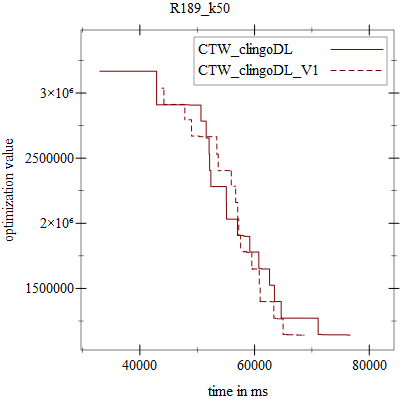 R189_k50
CTW_clingoDL
CTW_clingoDL_V1
optimization value
3×10⁶
2500000
2×10⁶
1500000
40000
60000
80000
time in ms